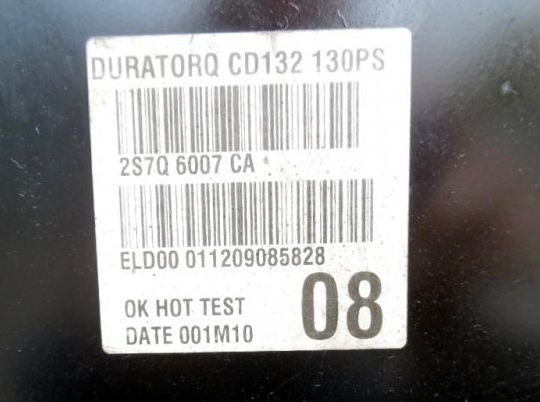 DURATORQ CD132 130PS
2S7Q 6007 CA
ELD00 011209085828
OK HOT TEST
DATE 001M10
08